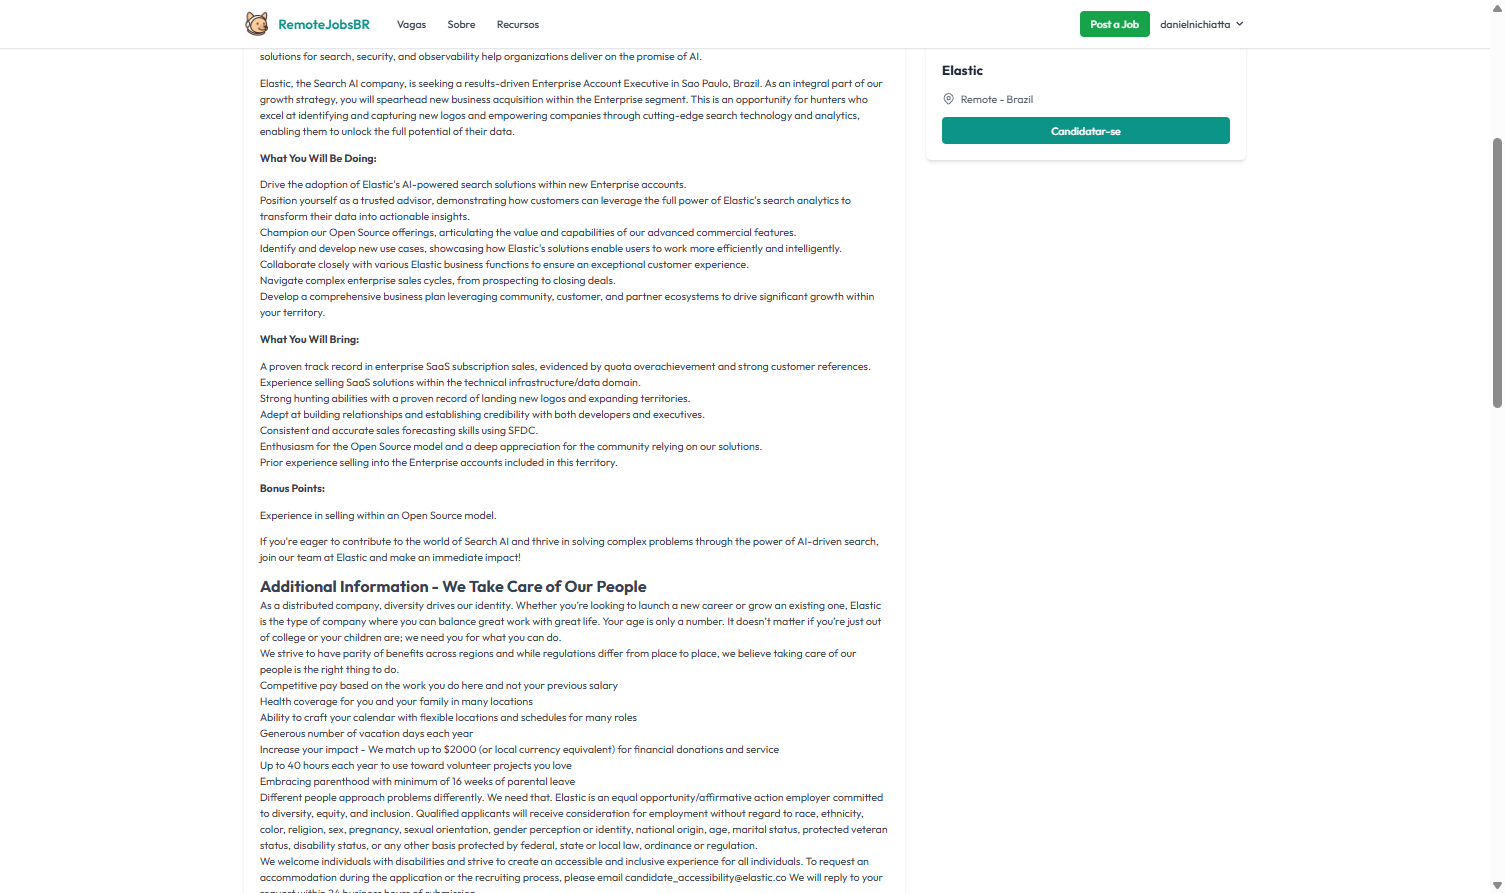 RemoteJobsBR
Vagas
Sobre
Recursos
Post a Job
danielnichiatta
solutions for search, security, and observability help organizations deliver on the promise of AI.
Elastic, the Search AI company, is seeking a results-driven Enterprise Account Executive in Sao Paulo, Brazil. As an integral part of our
growth strategy, you will spearhead new business acquisition within the Enterprise segment. This is an opportunity for hunters who
excel at identifying and capturing new logos and empowering companies through cutting-edge search technology and analytics,
enabling them to unlock the full potential of their data.
What You Will Be Doing:
Drive the adoption of Elastic's AI-powered search solutions within new Enterprise accounts.
Position yourself as a trusted advisor, demonstrating how customers can leverage the full power of Elastic's search analytics to
transform their data into actionable insights.
Champion our Open Source offerings, articulating the value and capabilities of our advanced commercial features.
Identify and develop new use cases, showcasing how Elastic's solutions enable users to work more efficiently and intelligently.
Collaborate closely with various Elastic business functions to ensure an exceptional customer experience.
Navigate complex enterprise sales cycles, from prospecting to closing deals.
Develop a comprehensive business plan leveraging community, customer, and partner ecosystems to drive significant growth within
your territory.
What You Will Bring:
A proven track record in enterprise SaaS subscription sales, evidenced by quota overachievement and strong customer references.
Experience selling SaaS solutions within the technical infrastructure/data domain.
Strong hunting abilities with a proven record of landing new logos and expanding territories.
Adept at building relationships and establishing credibility with both developers and executives.
Consistent and accurate sales forecasting skills using SFDC.
Enthusiasm for the Open Source model and a deep appreciation for the community relying on our solutions.
Prior experience selling into the Enterprise accounts included in this territory.
Bonus Points:
Experience in selling within an Open Source model.
If you're eager to contribute to the world of Search AI and thrive in solving complex problems through the power of AI-driven search,
join our team at Elastic and make an immediate impact!
Additional Information - We Take Care of Our People
As a distributed company, diversity drives our identity. Whether you're looking to launch a new career or grow an existing one, Elastic
is the type of company where you can balance great work with great life. Your age is only a number. It doesn't matter if you're just out
of college or your children are; we need you for what you can do.
We strive to have parity of benefits across regions and while regulations differ from place to place, we believe taking care of our
people is the right thing to do.
Competitive pay based on the work you do here and not your previous salary
Health coverage for you and your family in many locations
Ability to craft your calendar with flexible locations and schedules for many roles
Generous number of vacation days each year
Increase your impact - We match up to $2000 (or local currency equivalent) for financial donations and service
Up to 40 hours each year to use toward volunteer projects you love
Embracing parenthood with minimum of 16 weeks of parental leave
Different people approach problems differently. We need that. Elastic is an equal opportunity/affirmative action employer committed
to diversity, equity, and inclusion. Qualified applicants will receive consideration for employment without regard to race, ethnicity,
color, religion, sex, pregnancy, sexual orientation, gender perception or identity, national origin, age, marital status, protected veteran
status, disability status, or any other basis protected by federal, state or local law, ordinance or regulation.
We welcome individuals with disabilities and strive to create an accessible and inclusive experience for all individuals. To request an
accommodation during the application or the recruiting process, please email candidate_accessibility@elastic.co We will reply to your
request within 24 business hours of submission.
Elastic
Remote - Brazil
Candidatar-se